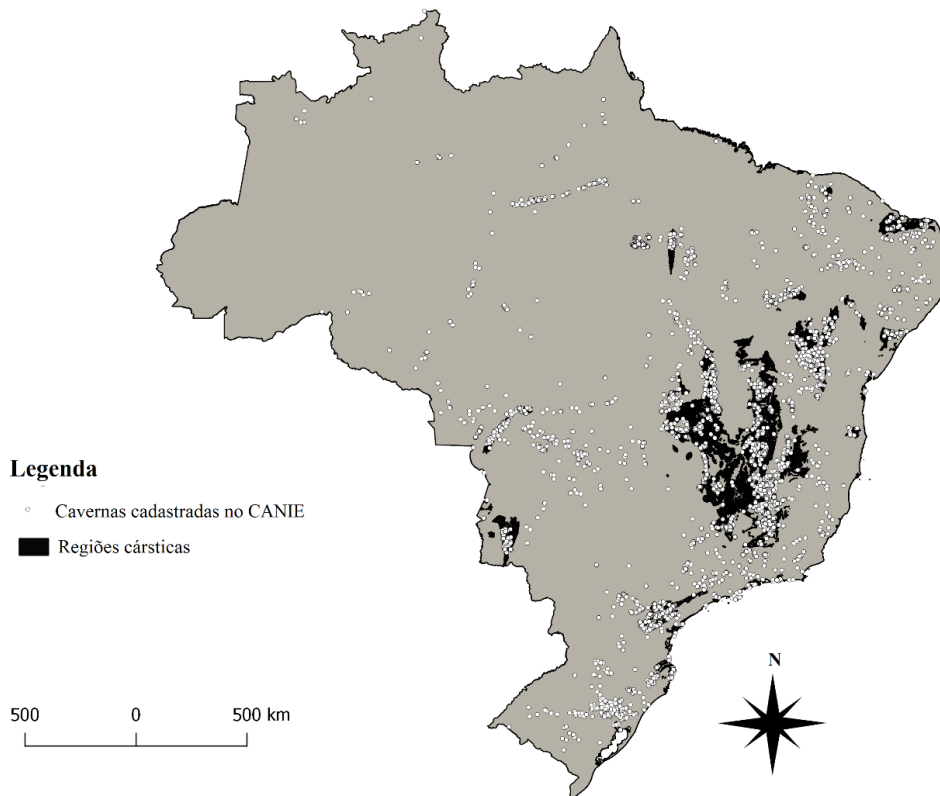 Legenda
Cavernas cadastradas no CANIE
Regiões cársticas
500 0 500 km
N